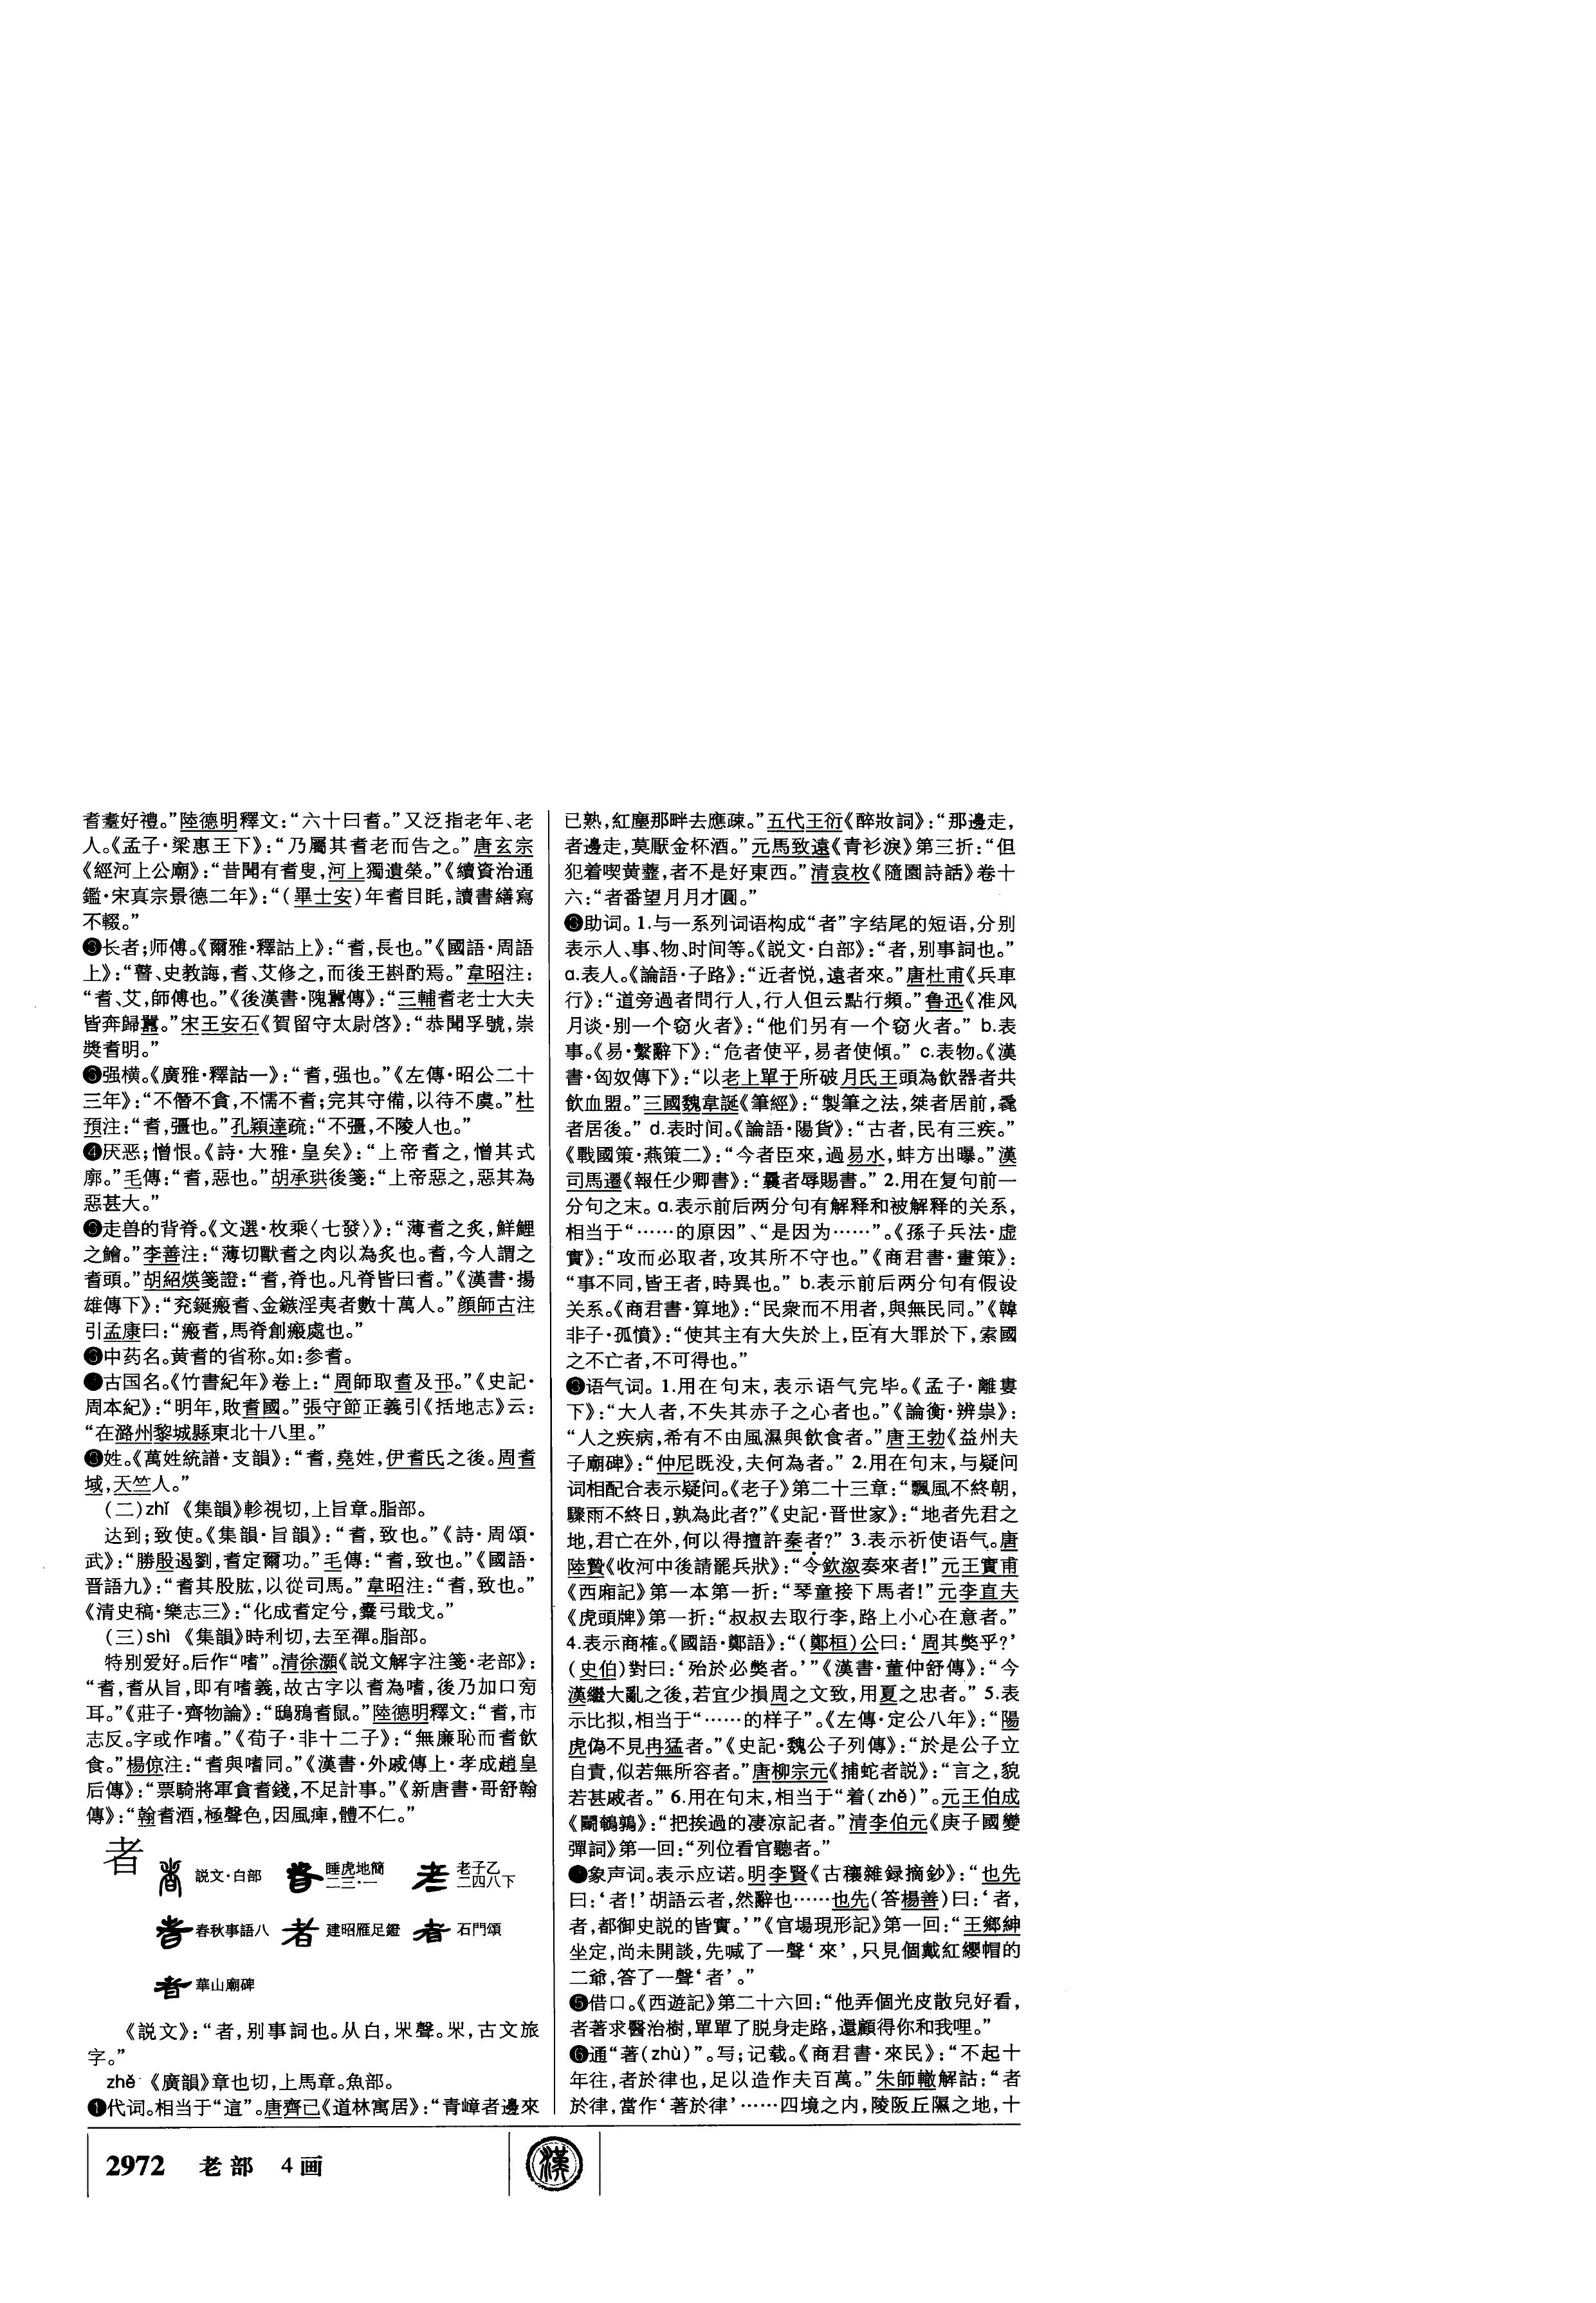 耆耋好禮。”陸德明釋文：“六十曰耆。”又泛指老年、老
人。《孟子·梁惠王下》：“乃屬其耆老而告之。”唐玄宗
《經河上公廟》：“昔聞有耆叟，河上獨遺榮。”《續資治通
鑑·宋真宗景德二年》：“（畢士安）年耆目眊，讀書繕寫
不輟。”
長者；师傅。《爾雅·釋詁上》：“耆，長也。”《國語·周語
上》：“瞽、史教誨，耆、艾修之，而後王斟酌焉。”韋昭注：
“耆、艾，師傅也。”《後漢書·隗囂傳》：“三輔耆老士大夫
皆奔歸囂。”宋王安石《賀留守太尉啓》：“恭聞孚號，崇
獎耆明。”
强横。《廣雅·釋詁一》：“耆，强也。”《左傳·昭公二十
三年》：“不僭不貪，不懦不耆；完其守備，以待不虞。”杜
預注：“耆，彊也。”孔穎達疏：“不彊，不陵人也。”
❹厌恶；憎恨。《詩·大雅·皇矣》：“上帝耆之，憎其式
廓。”毛傳：“耆，惡也。”胡承珙後箋：“上帝惡之，惡其為
惡甚大。”
走兽的背脊。《文選·枚乘〈七發〉》：“薄耆之炙，鮮鯉
之鱠。”李善注：“薄切獸耆之肉以為炙也。耆，今人謂之
耆頭。”胡紹煐箋證：“耆，脊也。凡脊皆曰耆。”《漢書·揚
雄傳下》：“兖鋋瘢耆、金鏃淫夷者數十萬人。”顔師古注
引孟康曰：“瘢耆，馬脊創瘢處也。”
中药名。黄耆的省称。如：参耆。
古国名。《竹書紀年》卷上：“周師取耆及邘。”《史記·
周本紀》：“明年，敗耆國。”張守節正義引《括地志》云：
“在潞州黎城縣東北十八里。”
姓。《萬姓統譜·支韻》：“耆，堯姓，伊耆氏之後。周耆
域，天竺人。”
（二）zhǐ 《集韻》軫視切，上旨章。脂部。
达到；致使。《集韻·旨韻》：“耆，致也。”《詩·周頌·
武》：“勝殷遏劉，耆定爾功。”毛傳：“耆，致也。”《國語·
晋語九》：“耆其股肱，以從司馬。”韋昭注：“耆，致也。”
《清史稿·樂志三》：“化成耆定兮，櫜弓戢戈。”
（三）shì 《集韻》時利切，去至禪。脂部。
特别爱好。后作“嗜”。清徐灝《説文解字注箋·老部》：
“耆，耆从旨，即有嗜義，故古字以耆為嗜，後乃加口㫄
耳。”《莊子·齊物論》：“鴟鴉耆鼠。”陸德明釋文：“耆，市
志反。字或作嗜。”《荀子·非十二子》：“無廉恥而耆飲
食。”楊倞注：“耆與嗜同。”《漢書·外戚傳上·孝成趙皇
后傳》：“票騎將軍貪耆錢，不足計事。”《新唐書·哥舒翰
傳》：“翰耆酒，極聲色，因風痺，體不仁。”
者
説文·白部 睡虎地簡二三·一 老子乙二四八下
春秋事語八 建昭雁足鐙 石門頌
華山廟碑
《説文》：“者，别事詞也。从白，𣥐聲。𣥐，古文旅
字。”
zhě 《廣韻》章也切，上馬章。魚部。
❶代词。相当于“這”。唐齊己《道林寓居》：“青嶂者邊來
已熟，紅塵那畔去應疎。”五代王衍《醉妝詞》：“那邊走，
者邊走，莫厭金杯酒。”元馬致遠《青衫淚》第三折：“但
犯着喫黄虀，者不是好東西。”清袁枚《隨園詩話》卷十
六：“者番望月月才圓。”
助词。1.与一系列词语构成“者”字结尾的短语，分别
表示人、事、物、时间等。《説文·白部》：“者，别事詞也。”
a.表人。《論語·子路》：“近者悦，遠者來。”唐杜甫《兵車
行》：“道旁過者問行人，行人但云點行頻。”鲁迅《准风
月谈·别一个窃火者》：“他们另有一个窃火者。” b.表
事。《易·繫辭下》：“危者使平，易者使傾。” c.表物。《漢
書·匈奴傳下》：“以老上單于所破月氏王頭為飲器者共
飲血盟。”三國魏韋誕《筆經》：“製筆之法，桀者居前，毳
者居後。” d.表时间。《論語·陽貨》：“古者，民有三疾。”
《戰國策·燕策二》：“今者臣來，過易水，蚌方出曝。”漢
司馬遷《報任少卿書》：“曩者辱賜書。” 2.用在复句前一
分句之末。a.表示前后两分句有解释和被解释的关系，
相当于“……的原因”、“是因为……”。《孫子兵法·虚
實》：“攻而必取者，攻其所不守也。”《商君書·畫策》：
“事不同，皆王者，時異也。” b.表示前后两分句有假设
关系。《商君書·算地》：“民衆而不用者，與無民同。”《韓
非子·孤憤》：“使其主有大失於上，臣有大罪於下，索國
之不亡者，不可得也。”
语气词。1.用在句末，表示语气完毕。《孟子·離婁
下》：“大人者，不失其赤子之心者也。”《論衡·辨祟》：
“人之疾病，希有不由風濕與飲食者。”唐王勃《益州夫
子廟碑》：“仲尼既没，夫何為者。” 2.用在句末，与疑问
词相配合表示疑问。《老子》第二十三章：“飄風不終朝，
驟雨不終日，孰為此者？”《史記·晋世家》：“地者先君之
地，君亡在外，何以得擅許秦者？” 3.表示祈使语气。唐
陸贄《收河中後請罷兵狀》：“令欽溆奏來者！”元王實甫
《西廂記》第一本第一折：“琴童接下馬者！”元李直夫
《虎頭牌》第一折：“叔叔去取行李，路上小心在意者。”
4.表示商榷。《國語·鄭語》：“（鄭桓）公曰：‘周其獘乎？’
（史伯）對曰：‘殆於必獘者。’”《漢書·董仲舒傳》：“今
漢繼大亂之後，若宜少損周之文致，用夏之忠者。” 5.表
示比拟，相当于“……的样子”。《左傳·定公八年》：“陽
虎偽不見冉猛者。”《史記·魏公子列傳》：“於是公子立
自責，似若無所容者。”唐柳宗元《捕蛇者説》：“言之，貌
若甚戚者。” 6.用在句末，相当于“着（zhě）”。元王伯成
《鬭鵪鶉》：“把挨過的凄凉記者。”清李伯元《庚子國變
彈詞》第一回：“列位看官聽者。”
象声词。表示应诺。明李賢《古穰雜録摘鈔》：“也先
曰：‘者！’胡語云者，然辭也……也先（答楊善）曰：‘者，
者，都御史説的皆實。’”《官場現形記》第一回：“王鄉紳
坐定，尚未開談，先喊了一聲‘來’，只見個戴紅纓帽的
二爺，答了一聲‘者’。”
❺借口。《西遊記》第二十六回：“他弄個光皮散兒好看，
者著求醫治樹，單單了脱身走路，還顧得你和我哩。”
❻通“著（zhù）”。写；记载。《商君書·來民》：“不起十
年往，者於律也，足以造作夫百萬。”朱師轍解詁：“者
於律，當作‘著於律’……四境之内，陵阪丘隰之地，十
2972 老部 4画
漢